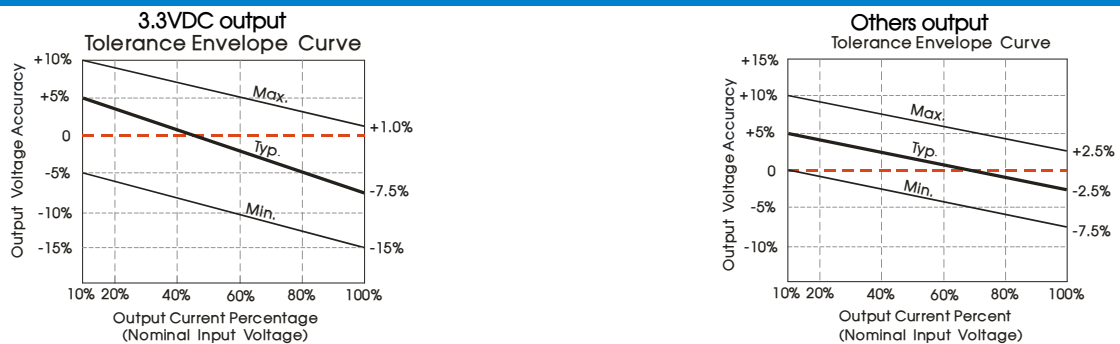 3.3VDC output
Tolerance Envelope Curve
+10%
+5%
0
-5%
-10%
-15%
Output Voltage Accuracy
Max.
Typ.
Min.
+1.0%
-7.5%
-15%
10% 20% 40% 60% 80% 100%
Output Current Percentage
(Nominal Input Voltage)
Others output
Tolerance Envelope Curve
+15%
+10%
+5%
0
-5%
-10%
Output Voltage Accuracy
Max.
Typ.
Min.
+2.5%
-2.5%
-7.5%
10% 20% 40% 60% 80% 100%
Output Current Percent
(Nominal Input Voltage)